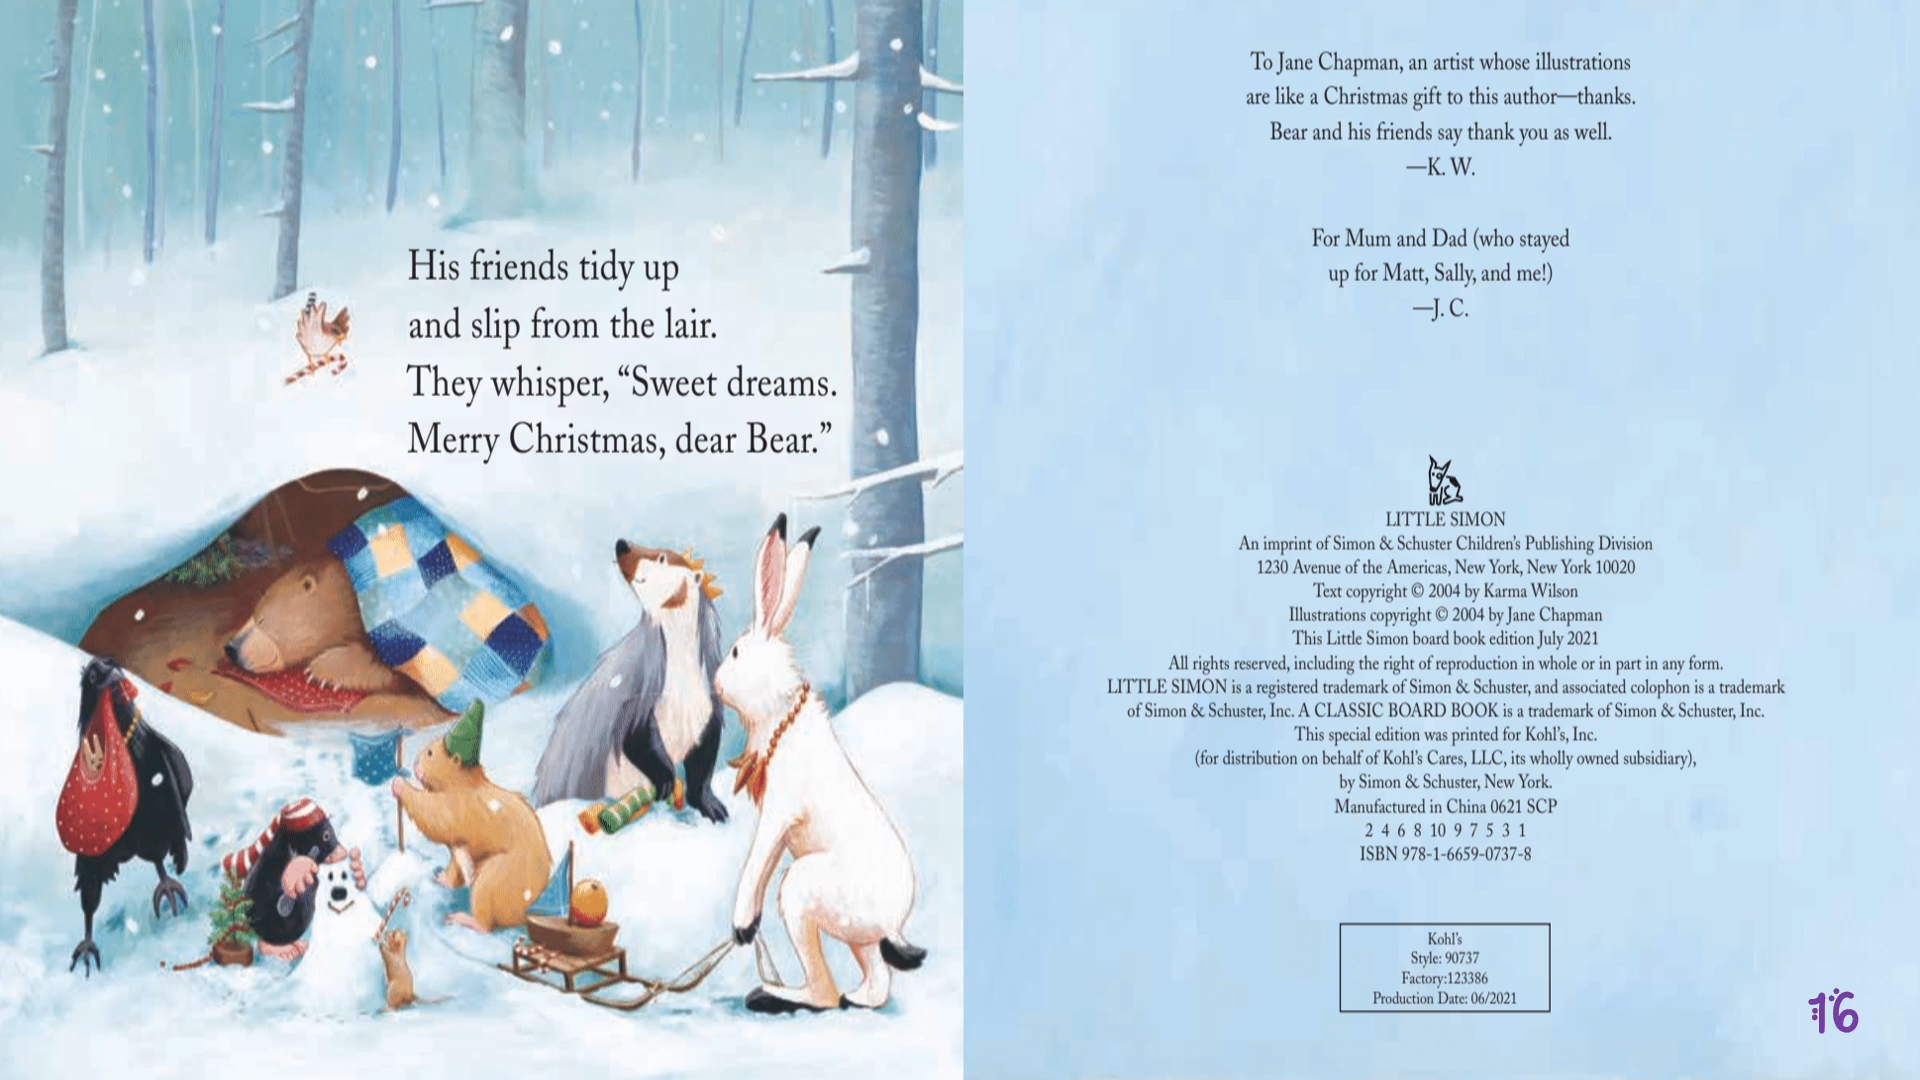 His friends tidy up
and slip from the lair.
They whisper, “Sweet dreams.
Merry Christmas, dear Bear.”
To Jane Chapman, an artist whose illustrations
are like a Christmas gift to this author—thanks.
Bear and his friends say thank you as well.
—K. W.
For Mum and Dad (who stayed
up for Matt, Sally, and me!)
—J. C.
LITTLE SIMON
An imprint of Simon & Schuster Children’s Publishing Division
1230 Avenue of the Americas, New York, New York 10020
Text copyright © 2004 by Karma Wilson
Illustrations copyright © 2004 by Jane Chapman
This Little Simon board book edition July 2021
All rights reserved, including the right of reproduction in whole or in part in any form.
LITTLE SIMON is a registered trademark of Simon & Schuster, and associated colophon is a trademark
of Simon & Schuster, Inc. A CLASSIC BOARD BOOK is a trademark of Simon & Schuster, Inc.
This special edition was printed for Kohl’s, Inc.
(for distribution on behalf of Kohl’s Cares, LLC, its wholly owned subsidiary),
by Simon & Schuster, New York.
Manufactured in China 0621 SCP
2 4 6 8 10 9 7 5 3 1
ISBN 978-1-6659-0737-8
Kohl’s
Style: 90737
Factory:123386
Production Date: 06/2021
16